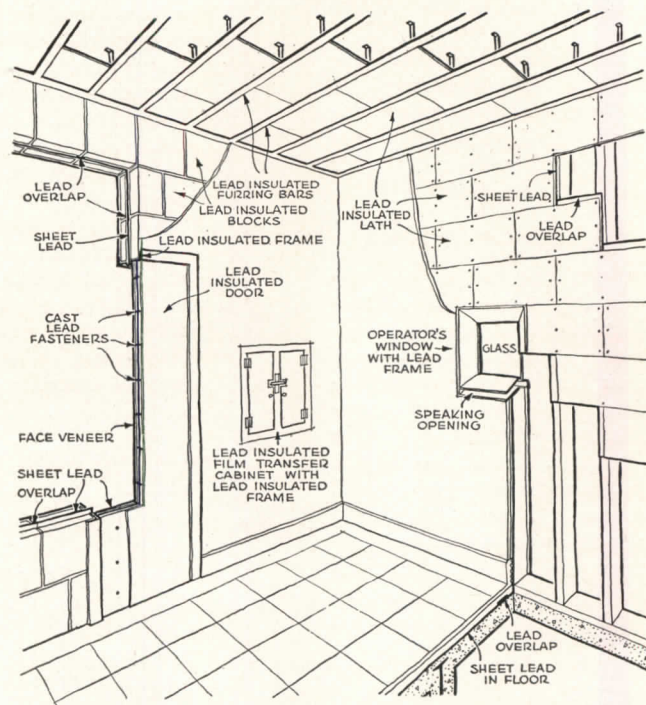 LEAD INSULATED
FURRING BARS
LEAD INSULATED
BLOCKS
LEAD
OVERLAP
SHEET
LEAD
LEAD INSULATED FRAME
LEAD
INSULATED
DOOR
LEAD
INSULATED
LATH
SHEET LEAD
LEAD
OVERLAP
CAST
LEAD
FASTENERS
OPERATOR'S
WINDOW
WITH LEAD
FRAME
GLASS
SPEAKING
OPENING
FACE VENEER
LEAD INSULATED
FILM TRANSFER
CABINET WITH
LEAD INSULATED
FRAME
SHEET LEAD
OVERLAP
LEAD
OVERLAP
SHEET LEAD
IN FLOOR